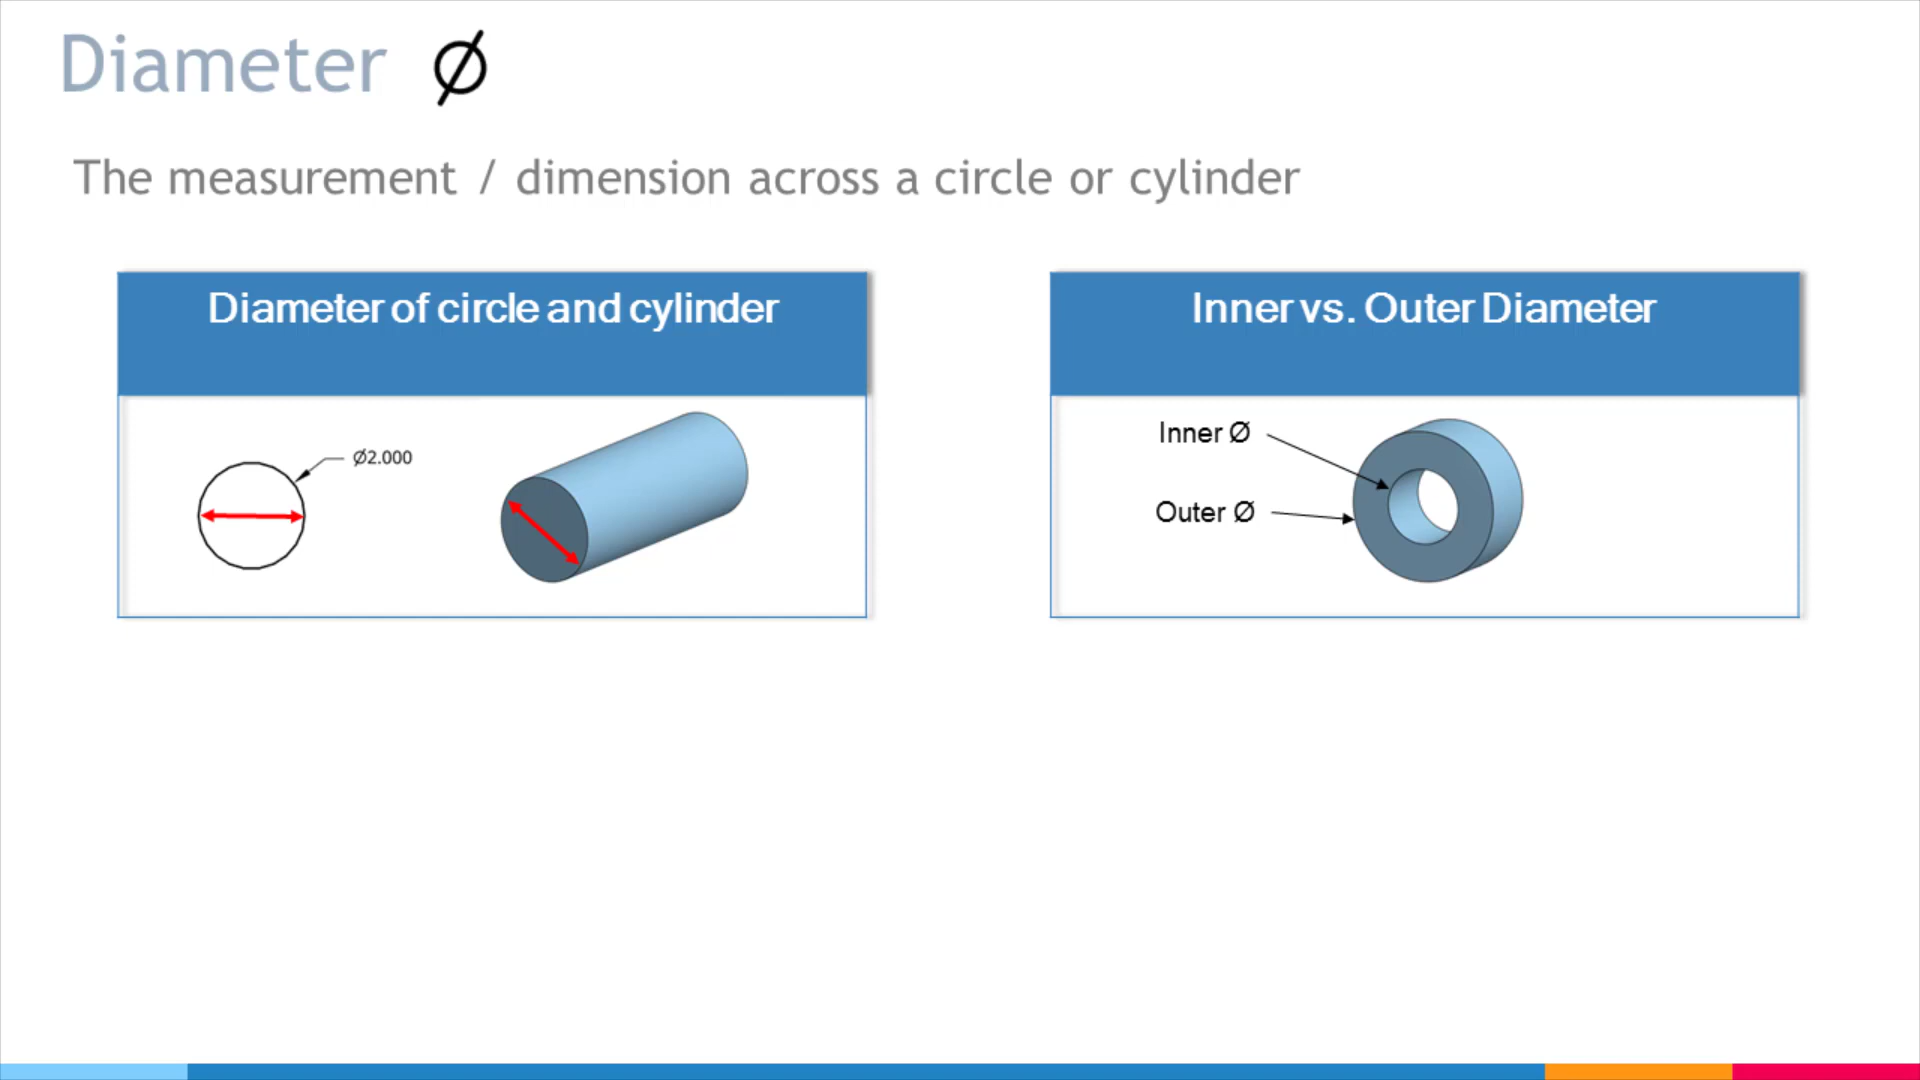 Diameter ⌀
The measurement / dimension across a circle or cylinder
Diameter of circle and cylinder
Ø2.000
Inner vs. Outer Diameter
Inner Ø
Outer Ø